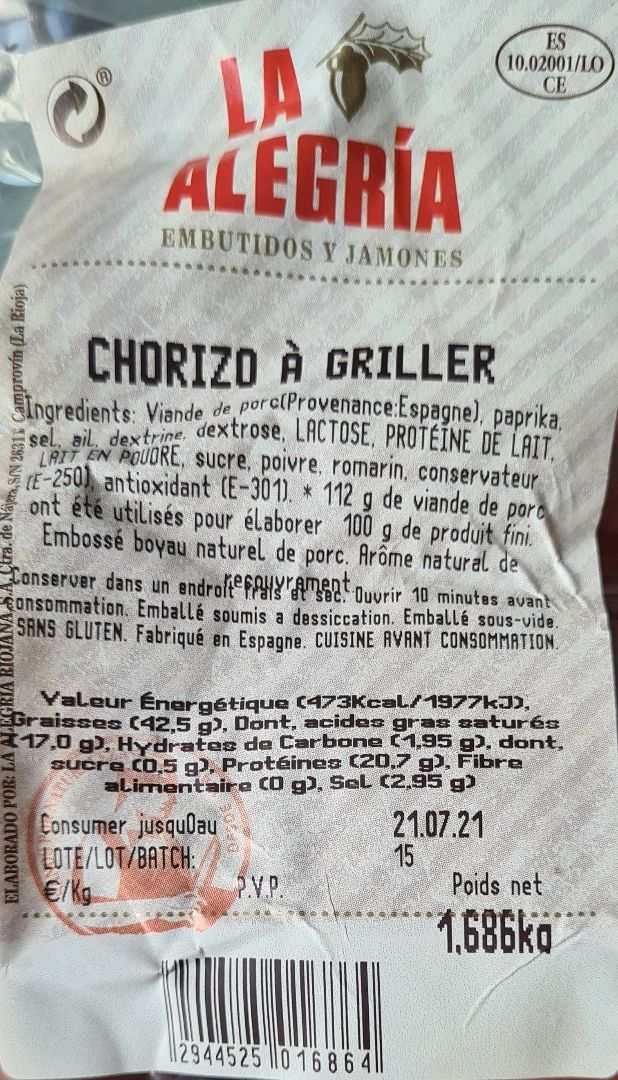 ES
10.02001/LO
CE
®
LA
ALEGRÍA
EMBUTIDOS Y JAMONES
CHORIZO À GRILLER
Ingredients: Viande de porc(Provenance:Espagne), paprika,
sel, ail, dextrine, dextrose, LACTOSE, PROTÉINE DE LAIT,
LAIT EN POUDRE, sucre, poivre, romarin, conservateur
(E-250), antioxidant (E-301). * 112 g de viande de porc
ont été utilisés pour élaborer 100 g de produit fini.
Embossé boyau naturel de porc. Arôme natural de
Conserver dans un endroit frais et sec. Ouvrir 10 minutes avant
consommation. Emballé soumis a dessiccation. Emballé sous-vide.
SANS GLUTEN. Fabriqué en Espagne. CUISINE AVANT CONSOMMATION.
Valeur Énergétique (473Kcal/1977kJ),
Graisses (42,5 g), Dont, acides gras saturés
(17,0 g), Hydrates de Carbone (1,95 g), dont,
sucre (0,5 g), Protéines (20,7 g), Fibre
alimentaire (0 g), Sel (2,95 g)
Consumer jusquOau 21.07.21
LOTE/LOT/BATCH: 15
€/Kg P.V.P. Poids net
1.686kg
2944525 016864
ELABORADO POR: LA ALEGRIA RIOJANA, S.A. Ctra. de Nájera, S/N 26311 Camprovín (La Rioja)